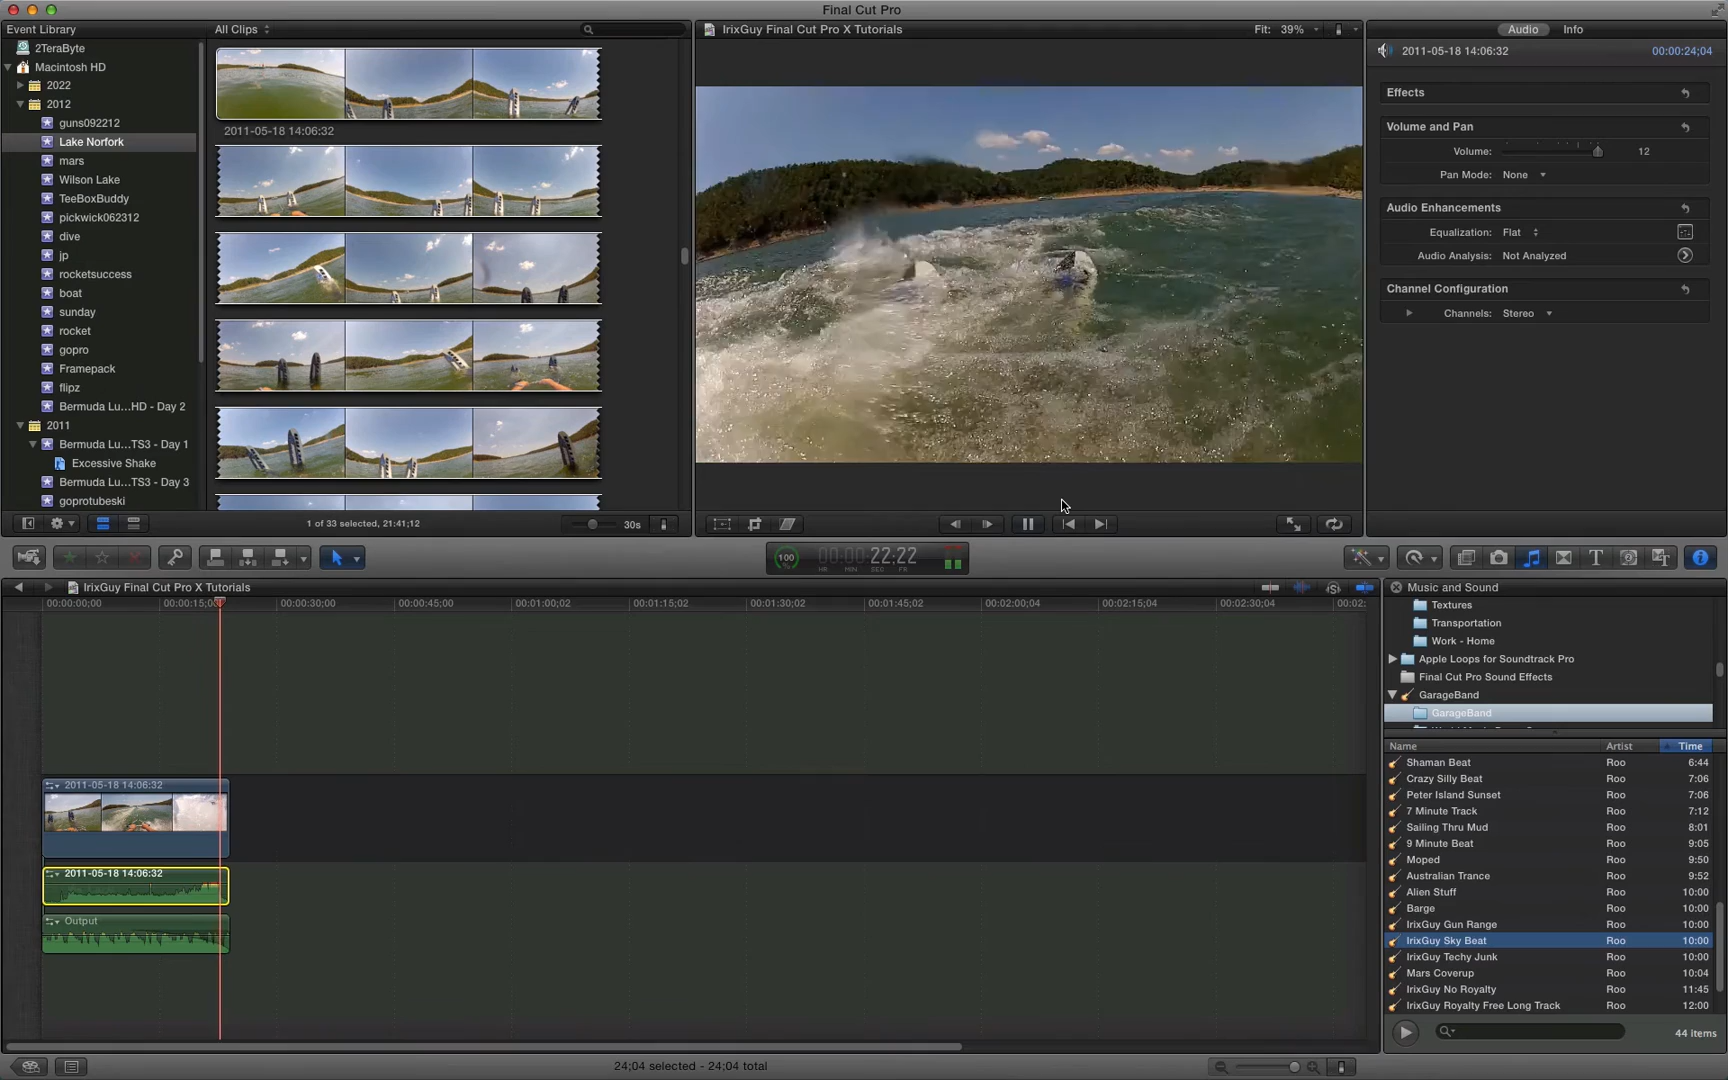 Final Cut Pro
Event Library
2TeraByte
Macintosh HD
2022
2012
guns092212
Lake Norfork
mars
Wilson Lake
TeeBoxBuddy
pickwick062312
dive
jp
rocketsuccess
boat
sunday
rocket
gopro
Framepack
flipz
Bermuda Lu...HD - Day 2
2011
Bermuda Lu...TS3 - Day 1
Excessive Shake
Bermuda Lu...TS3 - Day 3
goprotubeski
All Clips
2011-05-18 14:06:32
1 of 33 selected, 21:41;12
30s
IrixGuy Final Cut Pro X Tutorials
Fit: 39%
Audio Info
2011-05-18 14:06:32 00:00:24;04
Effects
Volume and Pan
Volume: 12
Pan Mode: None
Audio Enhancements
Equalization: Flat
Audio Analysis: Not Analyzed
Channel Configuration
Channels: Stereo
100 00:00:22;22
HR MIN SEC FR
IrixGuy Final Cut Pro X Tutorials
00:00:00;00 00:00:15;0 00:00:30;00 00:00:45;00 00:01:00;02 00:01:15;02 00:01:30;02 00:01:45;02 00:02:00;04 00:02:15;04 00:02:30;04 00:02:
2011-05-18 14:06:32
2011-05-18 14:06:32
Output
Music and Sound
Textures
Transportation
Work - Home
Apple Loops for Soundtrack Pro
Final Cut Pro Sound Effects
GarageBand
GarageBand
Name Artist Time
Shaman Beat Roo 6:44
Crazy Silly Beat Roo 7:06
Peter Island Sunset Roo 7:06
7 Minute Track Roo 7:12
Sailing Thru Mud Roo 8:01
9 Minute Beat Roo 9:05
Moped Roo 9:50
Australian Trance Roo 9:52
Alien Stuff Roo 10:00
Barge Roo 10:00
IrixGuy Gun Range Roo 10:00
IrixGuy Sky Beat Roo 10:00
IrixGuy Techy Junk Roo 10:00
Mars Coverup Roo 10:04
IrixGuy No Royalty Roo 11:45
IrixGuy Royalty Free Long Track Roo 12:00
44 items
24;04 selected - 24;04 total